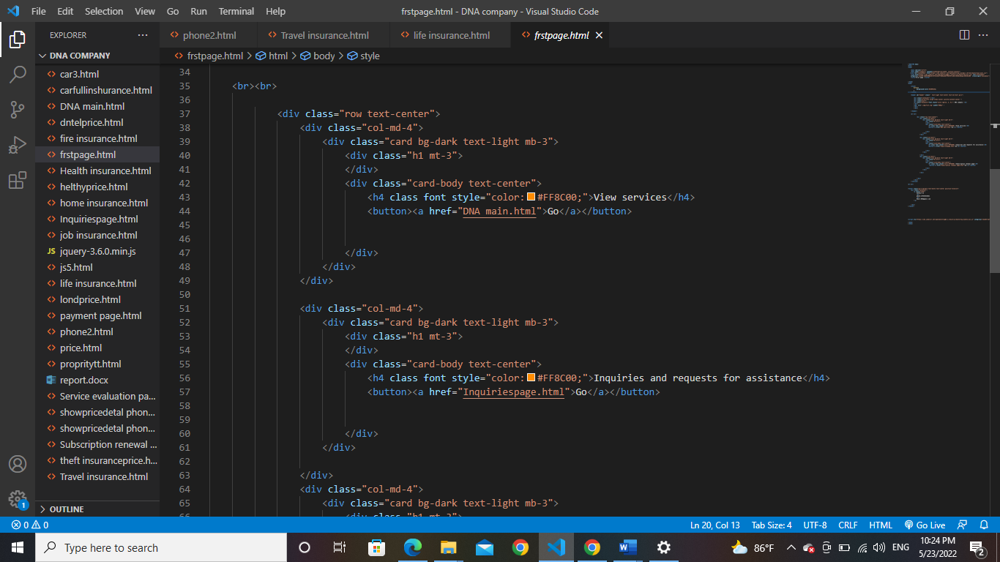 File Edit Selection View Go Run Terminal Help
frstpage.html - DNA company - Visual Studio Code
EXPLORER
phone2.html
Travel insurance.html
life insurance.html
frstpage.html
DNA COMPANY
frstpage.html > html > body > style
car3.html
carfullinshurance.html
DNA main.html
dntelprice.html
fire insurance.html
frstpage.html
Health insurance.html
helthyprice.html
home insurance.html
Inquiriespage.html
job insurance.html
JS jquery-3.6.0.min.js
js5.html
life insurance.html
londprice.html
payment page.html
phone2.html
price.html
propritytt.html
report.docx
Service evaluation pa...
showpricedetal phon...
showpricedetal phon...
Subscription renewal ...
theft insuranceprice.h...
Travel insurance.html
OUTLINE
34
35 <br><br>
36
37 <div class="row text-center">
38 <div class="col-md-4">
39 <div class="card bg-dark text-light mb-3">
40 <div class="h1 mt-3">
41 </div>
42 <div class="card-body text-center">
43 <h4 class font style="color:#FF8C00;">View services</h4>
44 <button><a href="DNA main.html">Go</a></button>
45
46
47 </div>
48 </div>
49 </div>
50
51 <div class="col-md-4">
52 <div class="card bg-dark text-light mb-3">
53 <div class="h1 mt-3">
54 </div>
55 <div class="card-body text-center">
56 <h4 class font style="color:#FF8C00;">Inquiries and requests for assistance</h4>
57 <button><a href="Inquiriespage.html">Go</a></button>
58
59
60 </div>
61 </div>
62
63 </div>
64 <div class="col-md-4">
65 <div class="card bg-dark text-light mb-3">
66 <div class="h1 mt-3">
1
0 0
Ln 20, Col 13 Tab Size: 4 UTF-8 CRLF HTML Go Live
Type here to search
86°F
ENG
10:24 PM
5/23/2022
2